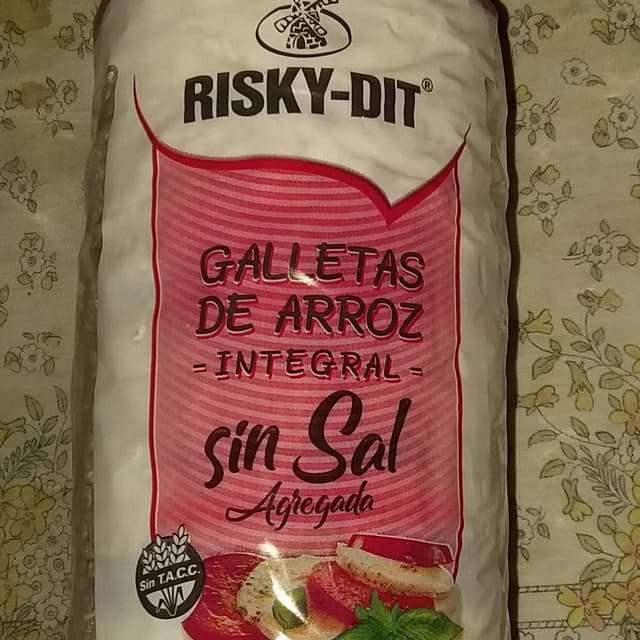 RISKY-DIT®
GALLETAS
DE ARROZ
- INTEGRAL -
sin Sal
Agregada
Sin T.A.C.C.